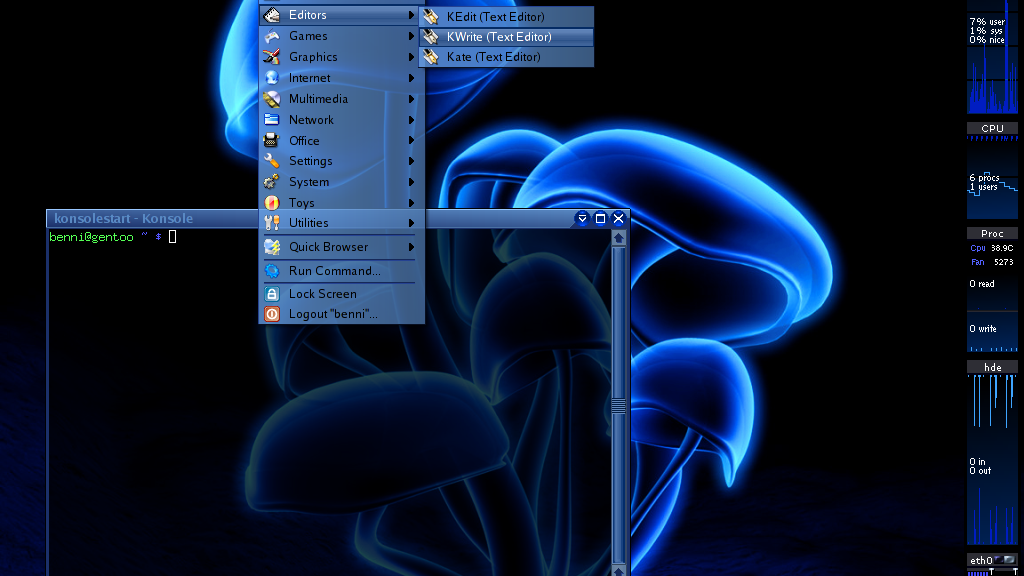 Editors
KEdit (Text Editor)
KWrite (Text Editor)
Kate (Text Editor)
Games
Graphics
Internet
Multimedia
Network
Office
Settings
System
Toys
Utilities
Quick Browser
Run Command...
Lock Screen
Logout "benni"...
konsolestart - Konsole
benni@gentoo ~ $
7% user
1% sys
0% nice
CPU
6 procs
1 users
Proc
Cpu 38.9C
Fan 5273
0 read
0 write
hde
0 in
0 out
eth0